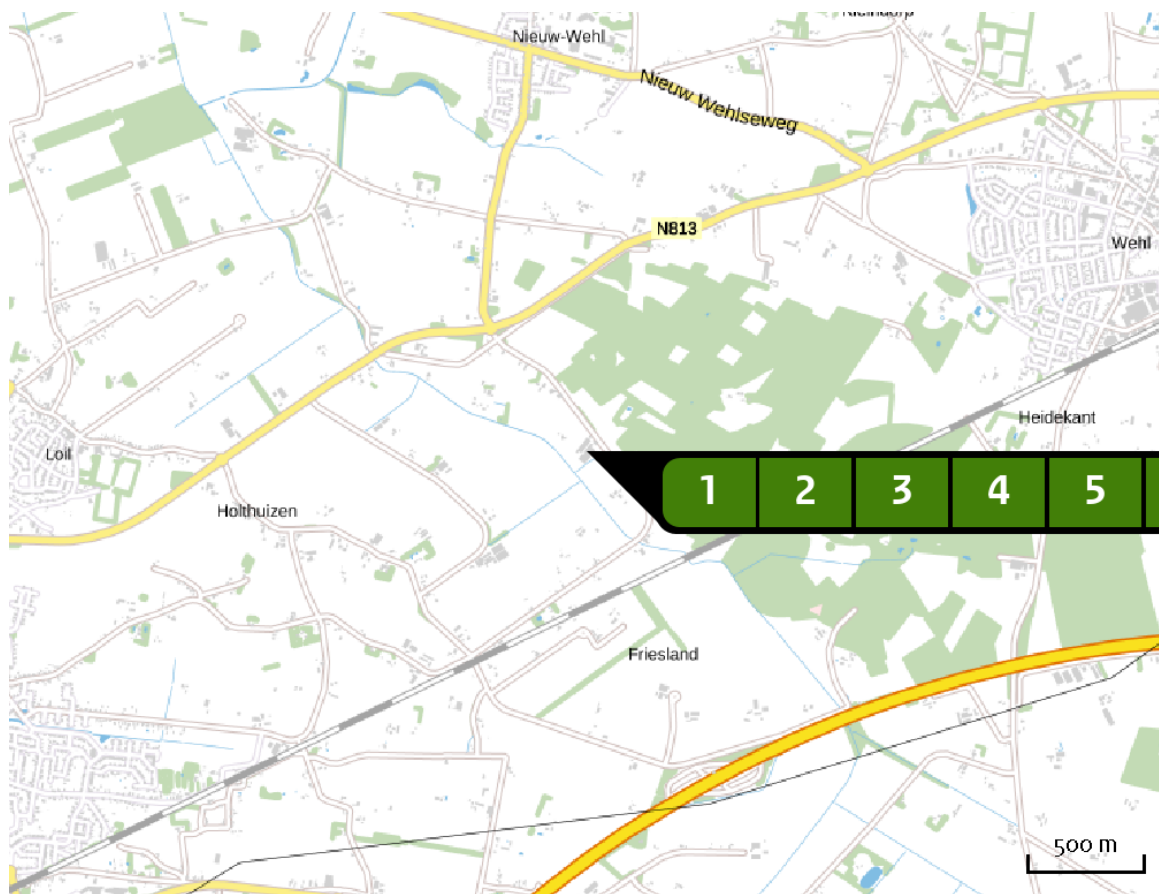 Nieuw-Wehl
Nieuw Wehlseweg
N813
Wehl
Heidekant
Loil
1 2 3 4 5
Holthuizen
Friesland
500 m